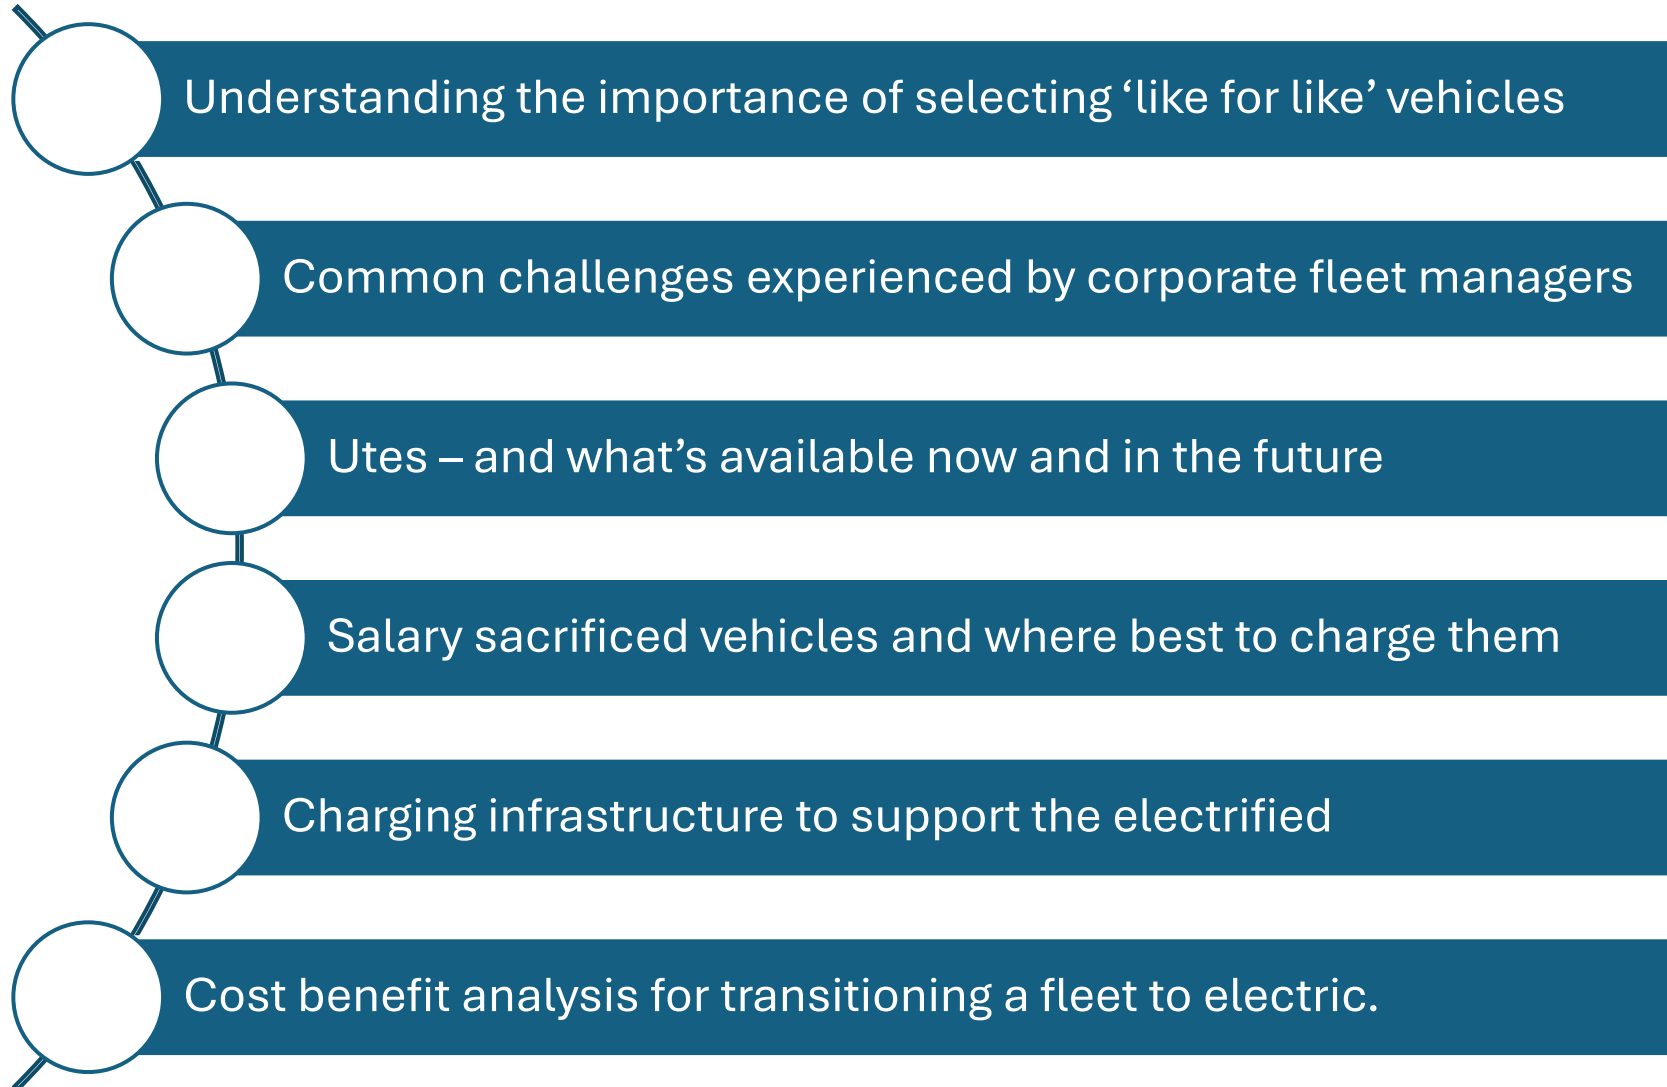 Understanding the importance of selecting ‘like for like’ vehicles
Common challenges experienced by corporate fleet managers
Utes – and what’s available now and in the future
Salary sacrificed vehicles and where best to charge them
Charging infrastructure to support the electrified
Cost benefit analysis for transitioning a fleet to electric.